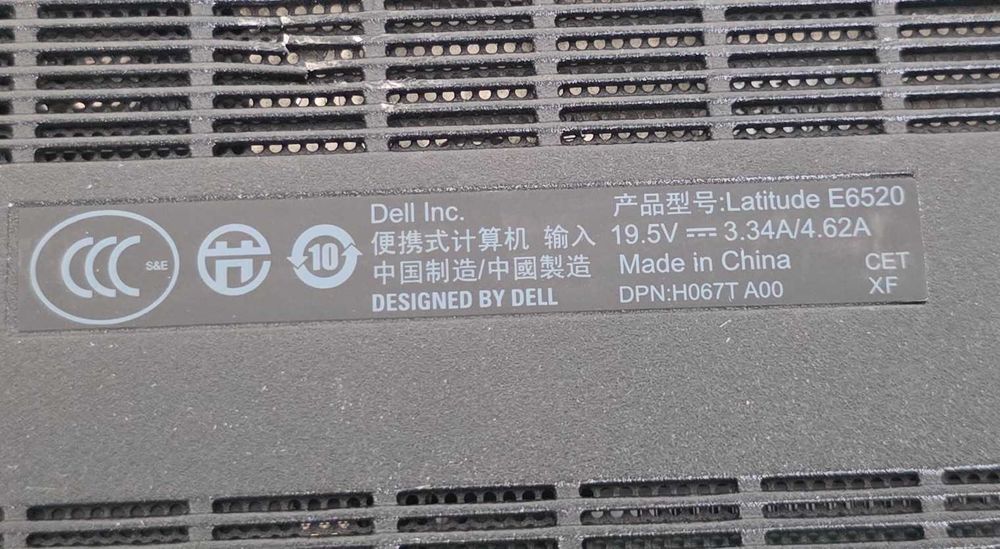 CCC S&E
10
Dell Inc.
便携式计算机 输入
中国制造/中國製造
DESIGNED BY DELL
产品型号:Latitude E6520
19.5V ⎓ 3.34A/4.62A
Made in China
DPN:H067T A00
CET
XF